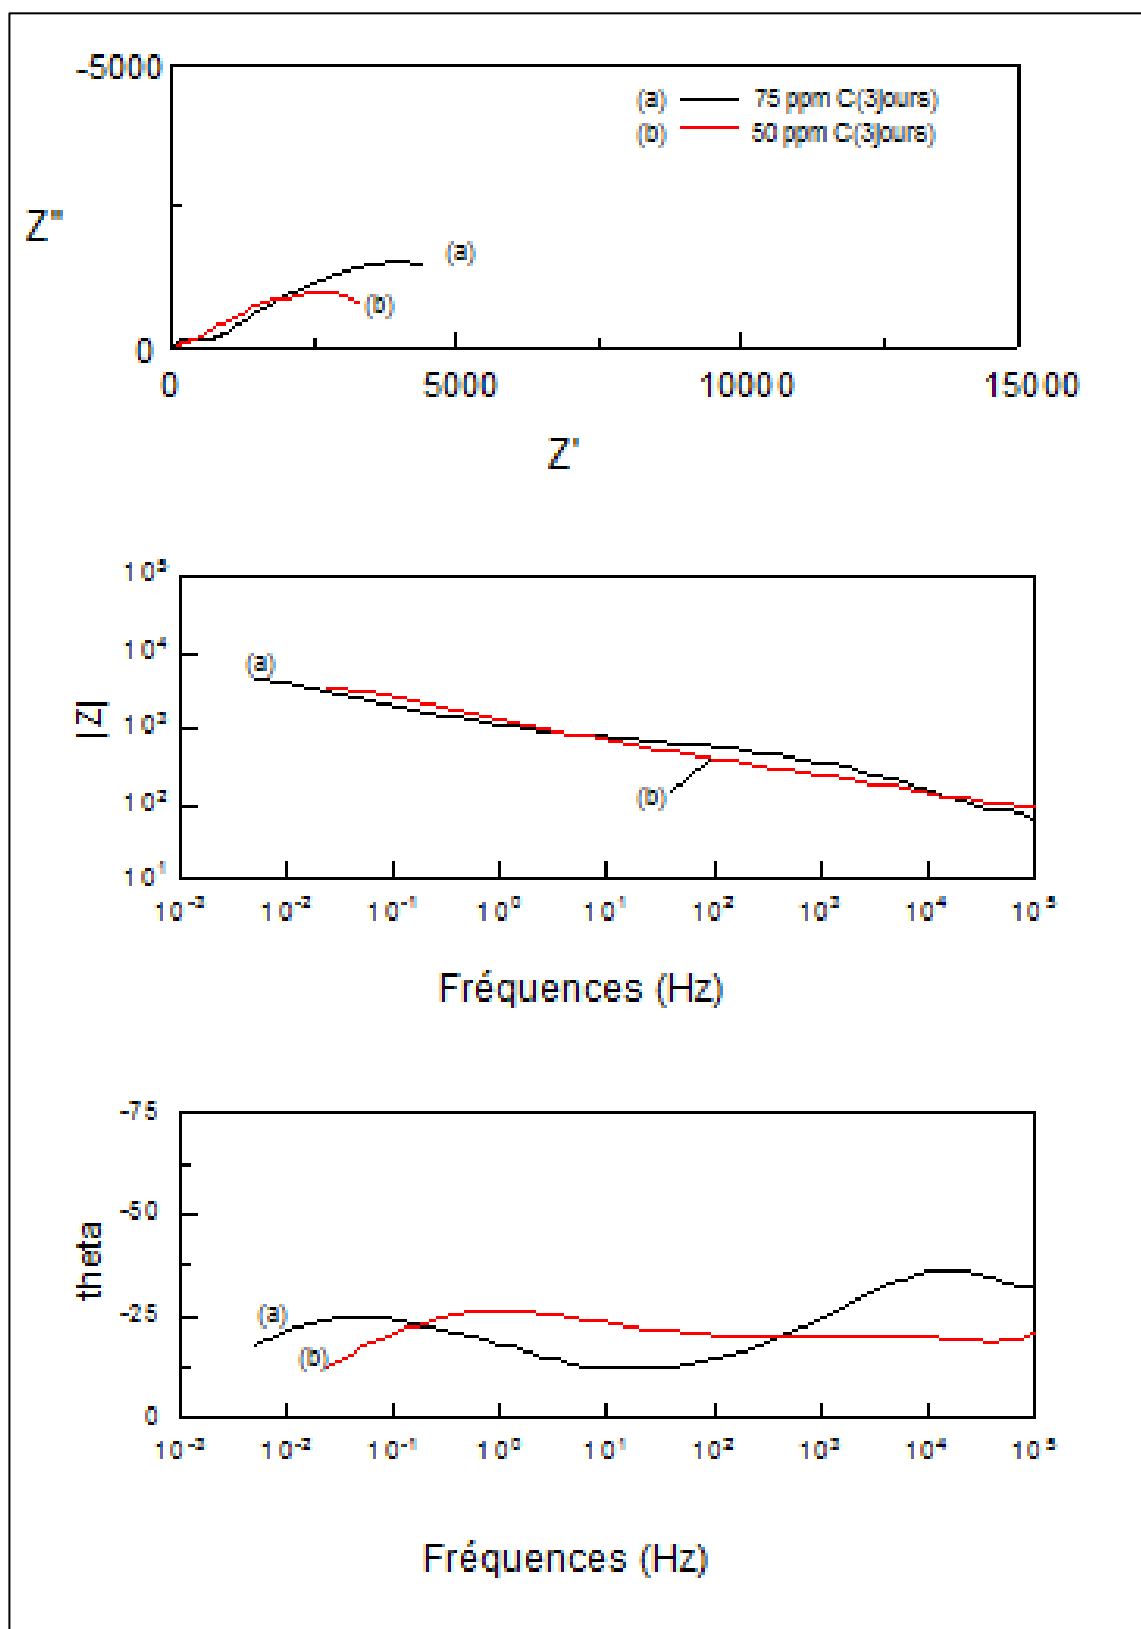 -5000
(a) 75 ppm C(3jours)
(b) 50 ppm C(3jours)
Z''
(a)
(b)
0
0 5000 10000 15000
Z'
10⁵
10⁴
(a)
|Z|
10³
(b)
10²
10¹
10⁻³ 10⁻² 10⁻¹ 10⁰ 10¹ 10² 10³ 10⁴ 10⁵
Fréquences (Hz)
-75
-50
theta
-25
(a)
(b)
0
10⁻³ 10⁻² 10⁻¹ 10⁰ 10¹ 10² 10³ 10⁴ 10⁵
Fréquences (Hz)